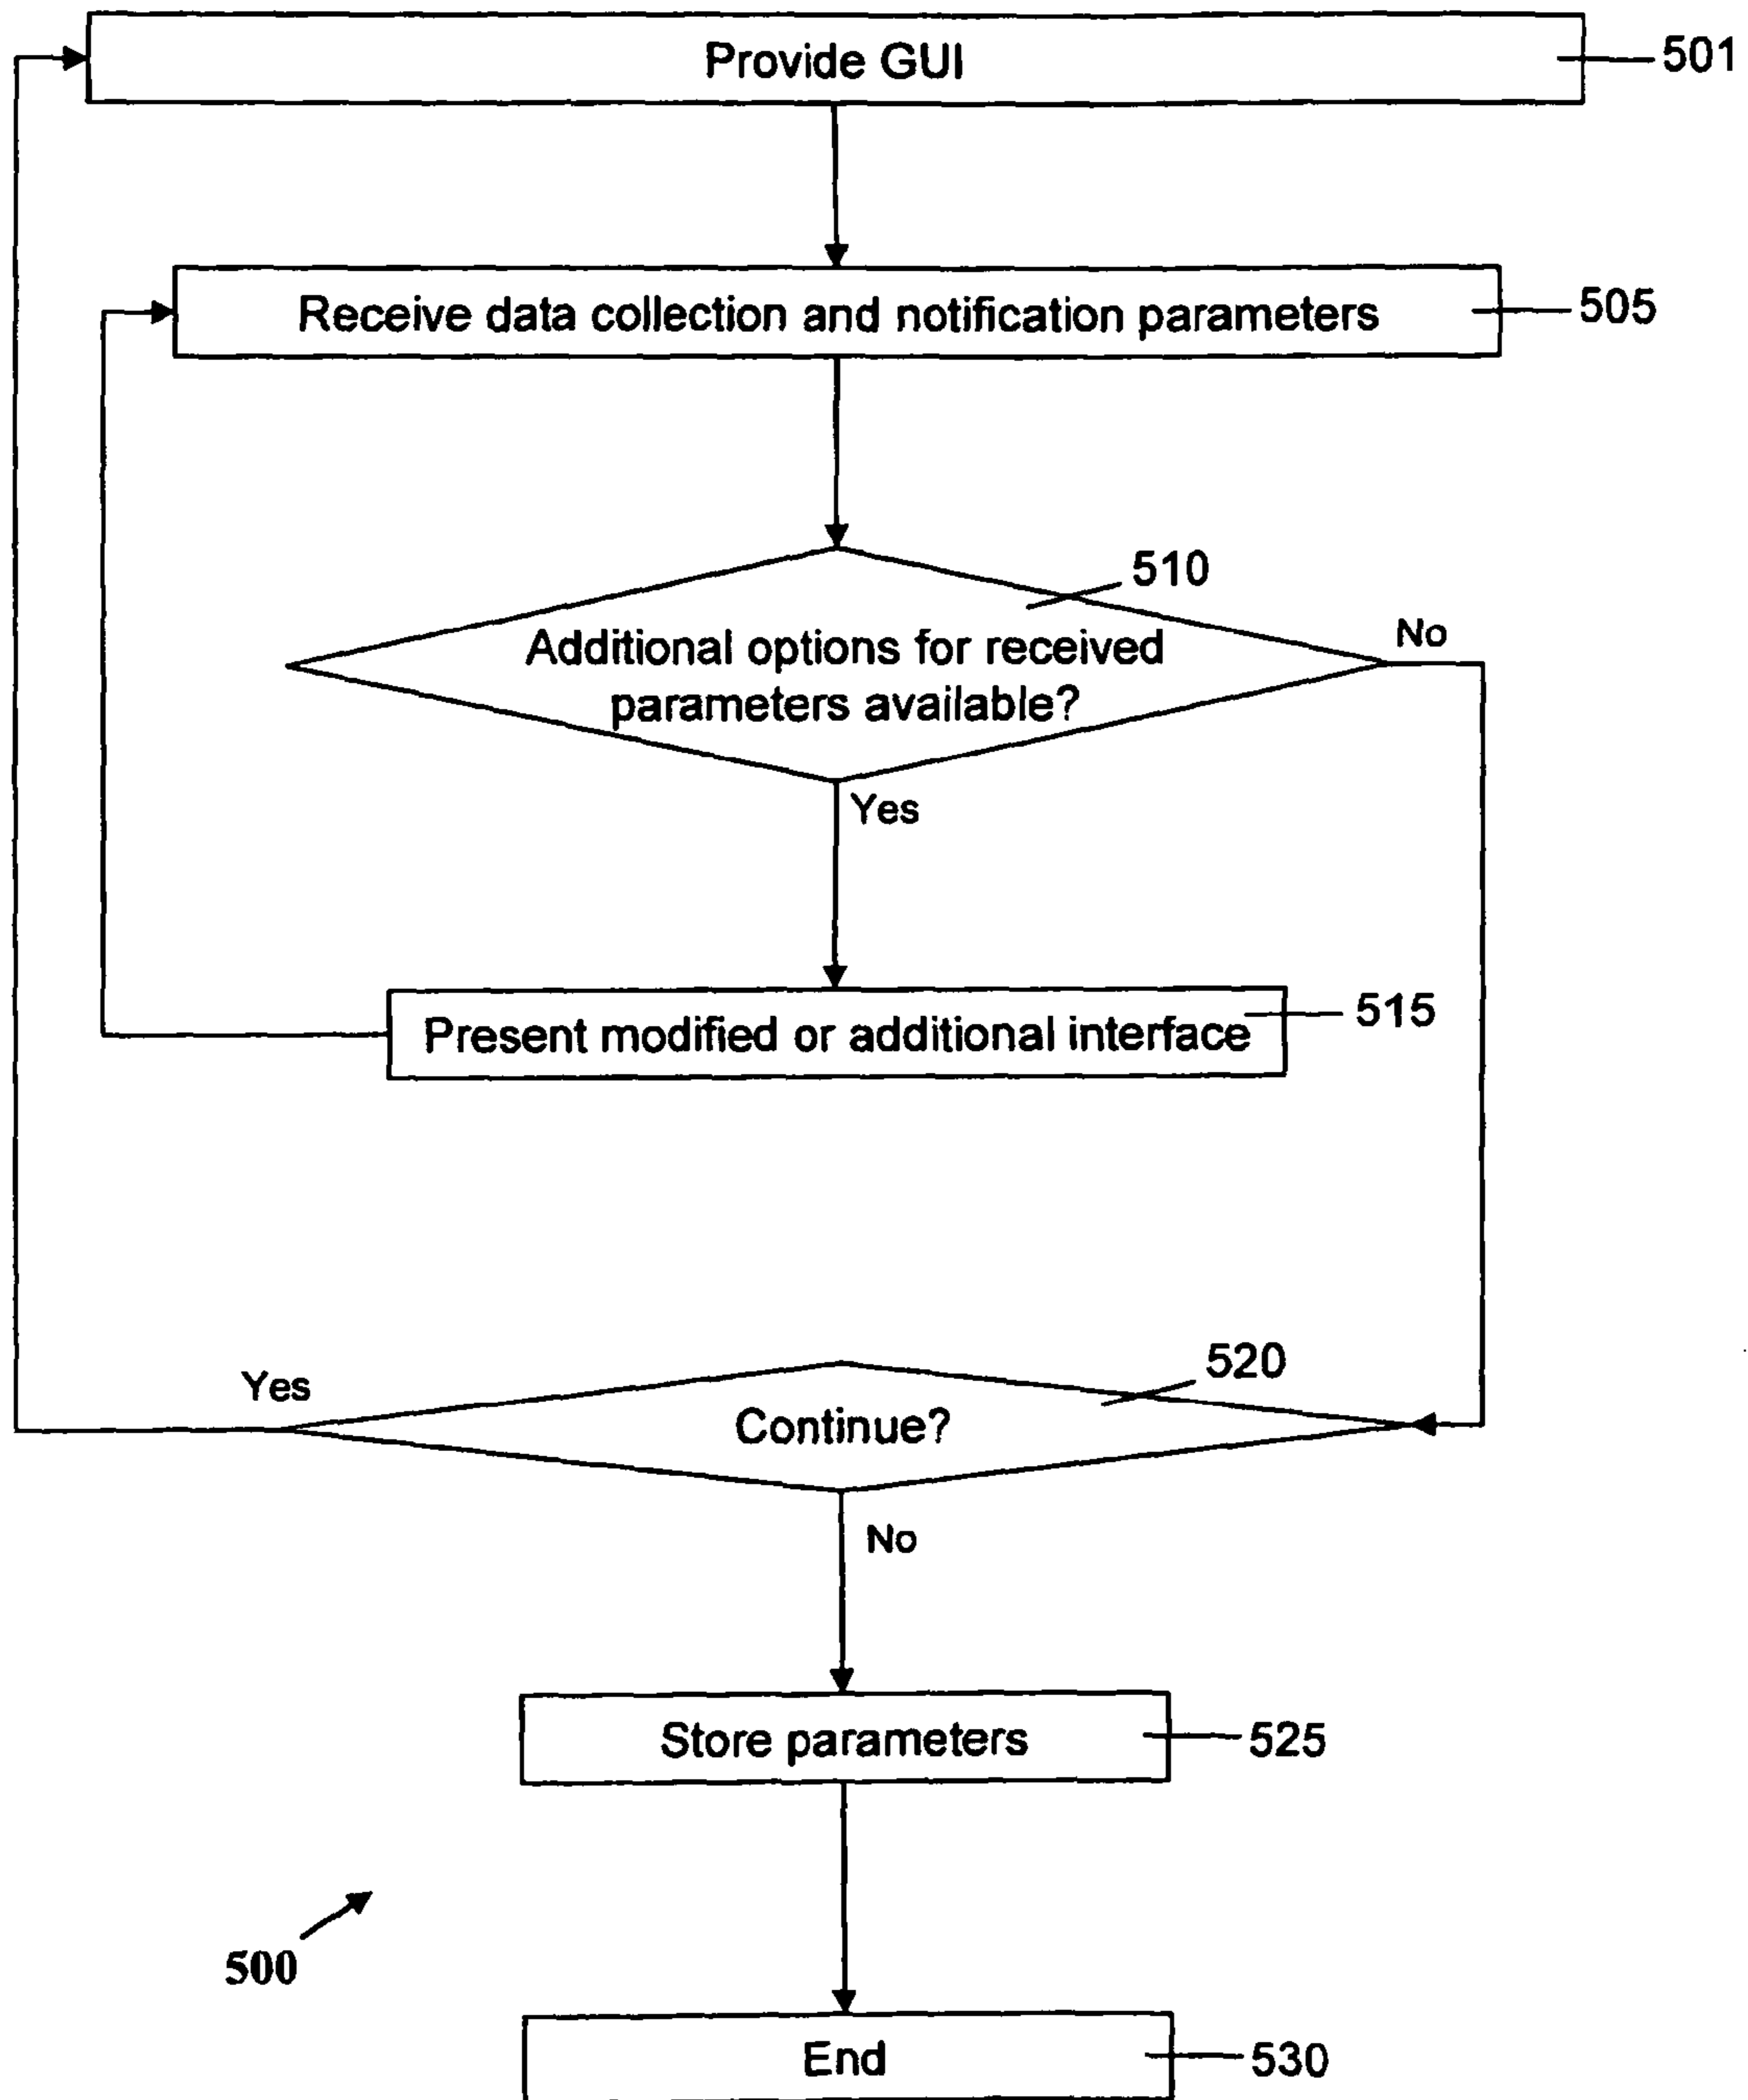 Provide GUI
501
Receive data collection and notification parameters
505
510
Additional options for received
parameters available?
No
Yes
Present modified or additional interface
515
520
Yes
Continue?
No
Store parameters
525
500
End
530